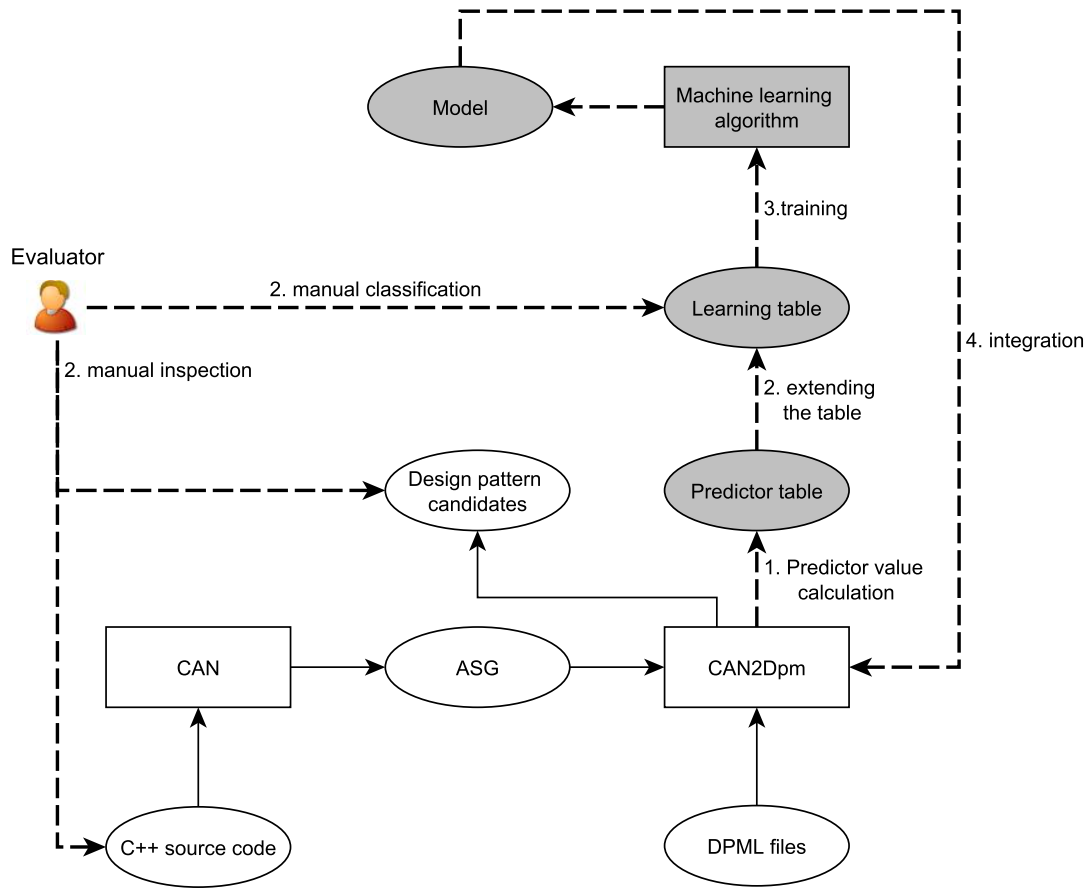 Model
Machine learning
algorithm
3.training
Evaluator
2. manual classification
Learning table
4. integration
2. manual inspection
2. extending
the table
Design pattern
candidates
Predictor table
1. Predictor value
calculation
CAN
ASG
CAN2Dpm
C++ source code
DPML files